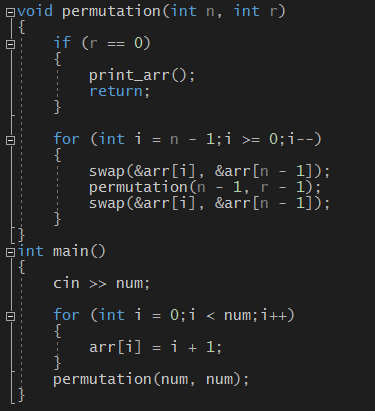 void permutation(int n, int r)
{
    if (r == 0)
    {
        print_arr();
        return;
    }
    for (int i = n - 1;i >= 0;i--)
    {
        swap(&arr[i], &arr[n - 1]);
        permutation(n - 1, r - 1);
        swap(&arr[i], &arr[n - 1]);
    }
}
int main()
{
    cin >> num;
    for (int i = 0;i < num;i++)
    {
        arr[i] = i + 1;
    }
    permutation(num, num);
}